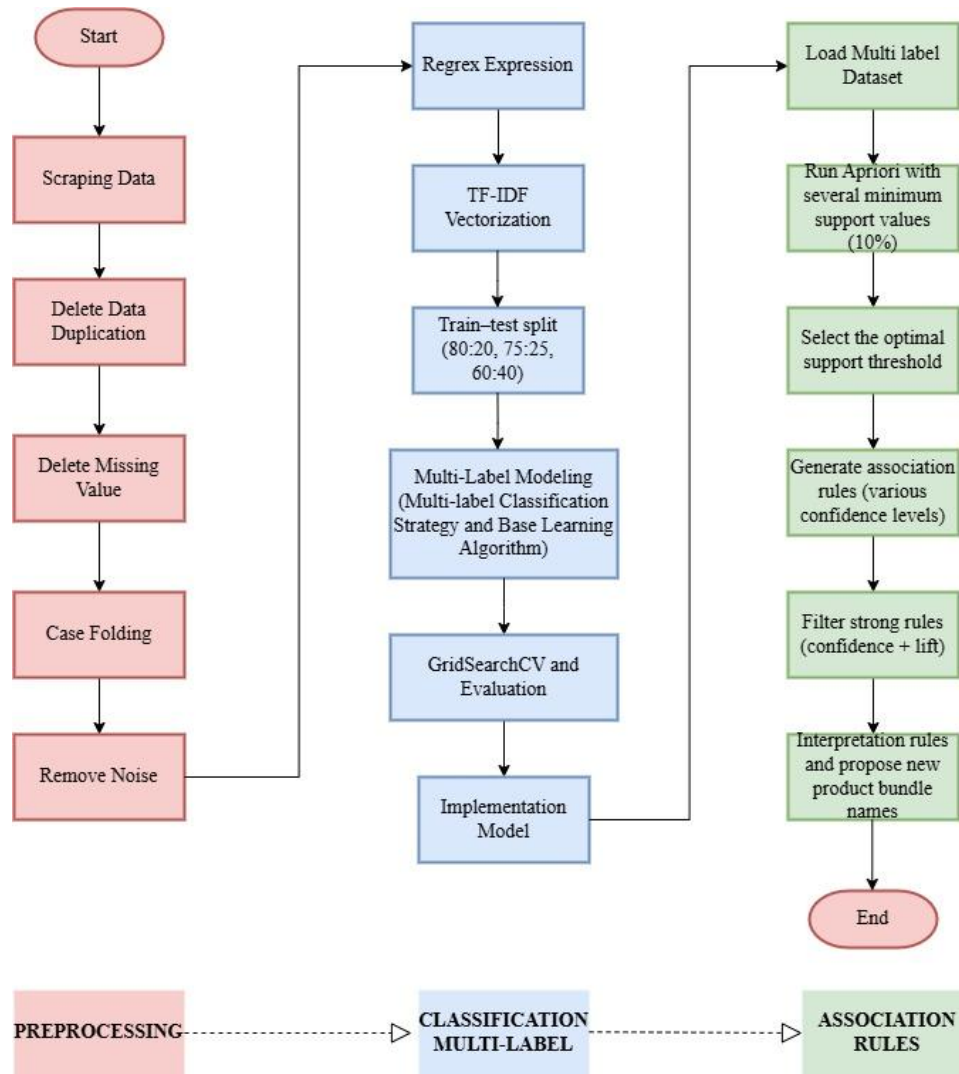 Start
Scraping Data
Delete Data
Duplication
Delete Missing
Value
Case Folding
Remove Noise
Regrex Expression
TF-IDF
Vectorization
Train–test split
(80:20, 75:25,
60:40)
Multi-Label Modeling
(Multi-label Classification
Strategy and Base Learning
Algorithm)
GridSearchCV and
Evaluation
Implementation
Model
Load Multi label
Dataset
Run Apriori with
several minimum
support values
(10%)
Select the optimal
support threshold
Generate association
rules (various
confidence levels)
Filter strong rules
(confidence + lift)
Interpretation rules
and propose new
product bundle
names
End
PREPROCESSING
CLASSIFICATION
MULTI-LABEL
ASSOCIATION
RULES